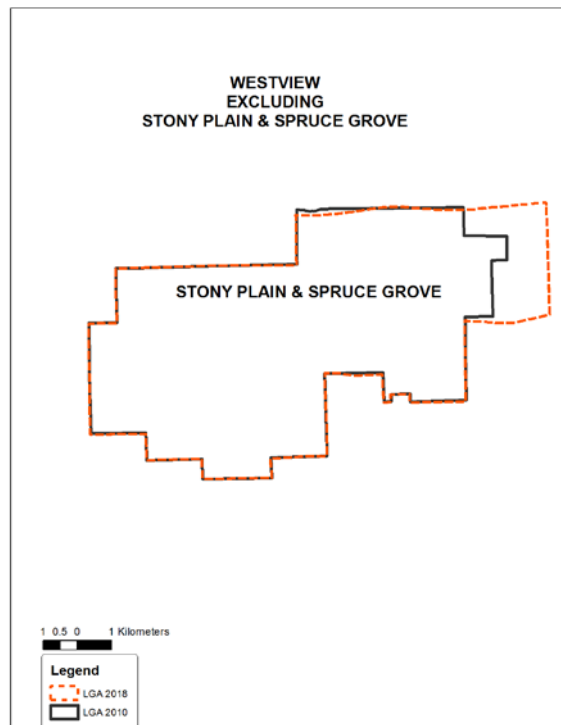 WESTVIEW
EXCLUDING
STONY PLAIN & SPRUCE GROVE
STONY PLAIN & SPRUCE GROVE
1 0.5 0 1 Kilometers
Legend
LGA 2018
LGA 2010